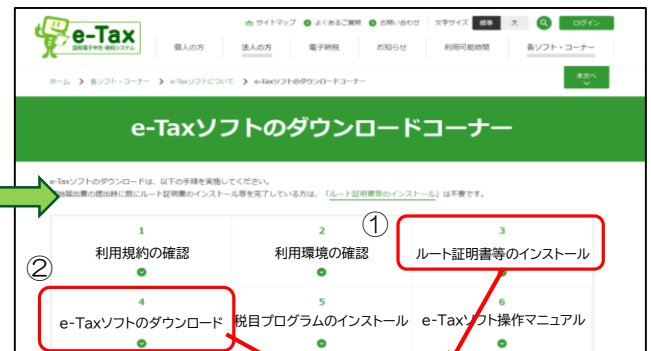 e-Tax
国税電子申告・納税システム
サイトマップ よくあるご質問 お問い合わせ 文字サイズ 標準 大 ログイン
個人の方 法人の方 電子納税 お知らせ 利用可能時間 各ソフト・コーナー
ホーム > 各ソフト・コーナー > e-Taxソフトについて > e-Taxソフトのダウンロードコーナー
本文へ
e-Taxソフトのダウンロードコーナー
e-Taxソフトのダウンロードは、以下の手順を実施してください。
始届出書の提出時に既にルート証明書のインストール等を完了している方は、「ルート証明書等のインストール」は不要です。
①
1 2 3
利用規約の確認 利用環境の確認 ルート証明書等のインストール
②
4 5 6
e-Taxソフトのダウンロード 税目プログラムのインストール e-Taxソフト操作マニュアル